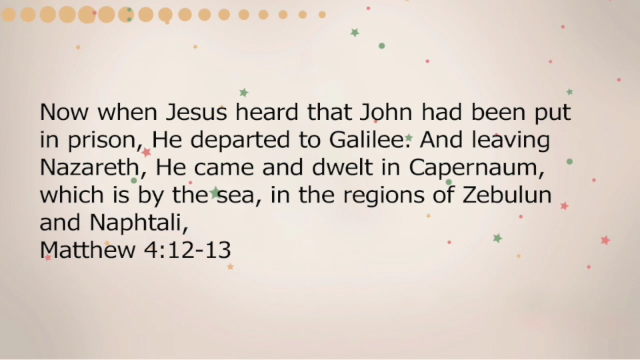 Now when Jesus heard that John had been put
in prison, He departed to Galilee. And leaving
Nazareth, He came and dwelt in Capernaum,
which is by the sea, in the regions of Zebulun
and Naphtali,
Matthew 4:12-13